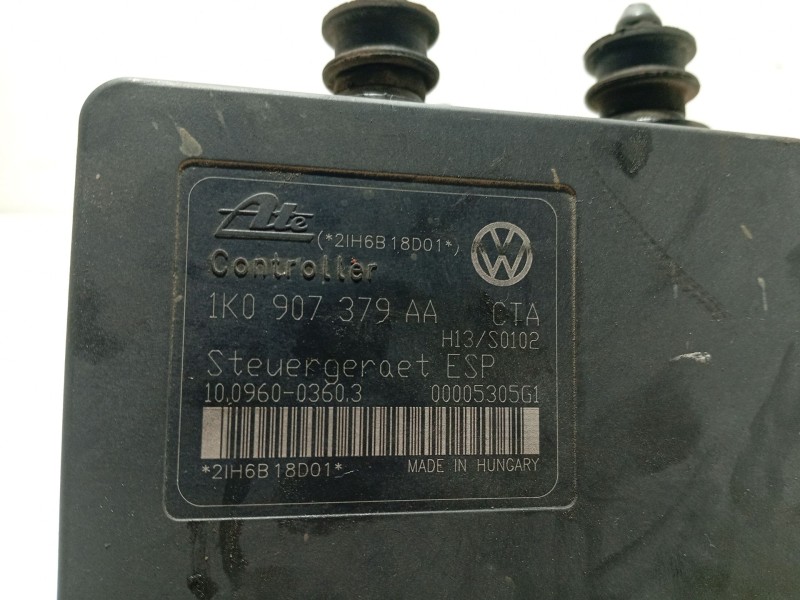 Ate (*2IH6B18D01*)
Controller
1K0 907 379 AA CTA
H13/S0102
Steuergeraet ESP
10.0960-0360.3 00005305G1
*2IH6B18D01* MADE IN HUNGARY